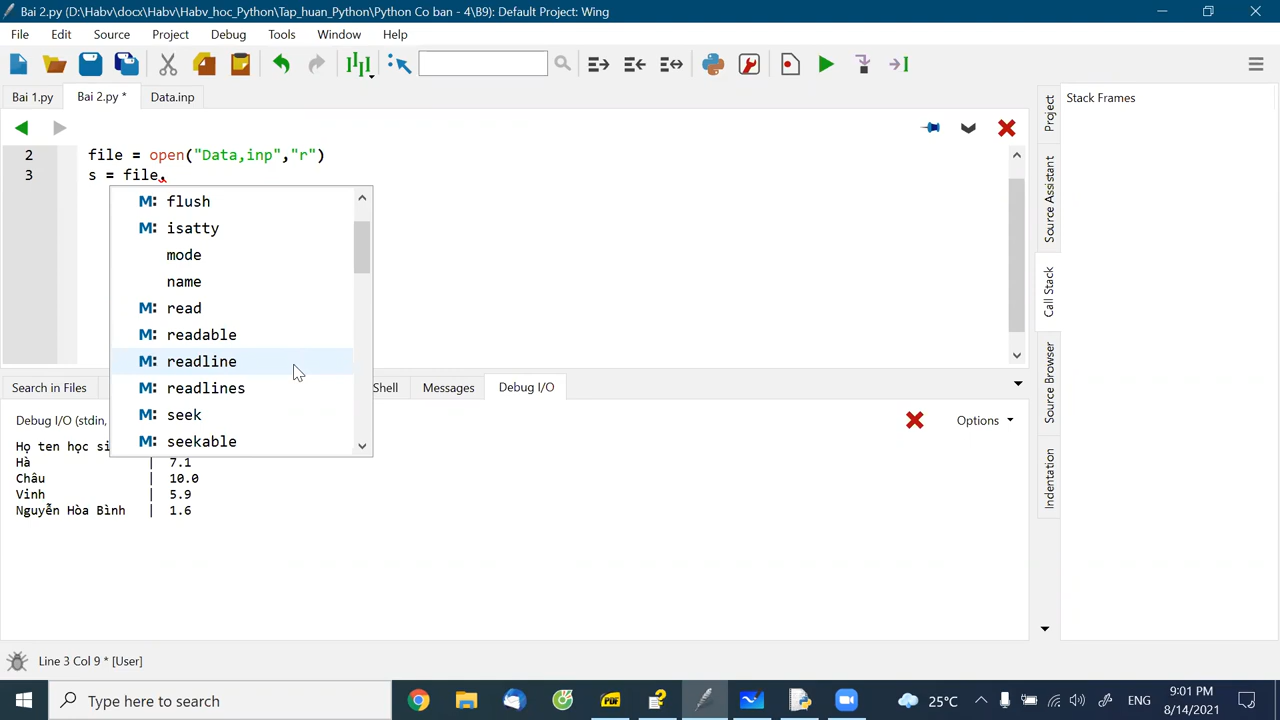 Bai 2.py (D:\Habv\docx\Habv\Habv_hoc_Python\Tap_huan_Python\Python Co ban - 4\B9): Default Project: Wing
File Edit Source Project Debug Tools Window Help
Bai 1.py Bai 2.py * Data.inp
Stack Frames
2 file = open("Data,inp","r")
3 s = file.
M: flush
M: isatty
mode
name
M: read
M: readable
M: readline
M: readlines
M: seek
M: seekable
Project
Source Assistant
Call Stack
Source Browser
Indentation
Search in Files Shell Messages Debug I/O
Debug I/O (stdin, Options
Họ ten học si
Hà | 7.1
Châu | 10.0
Vinh | 5.9
Nguyễn Hòa Bình | 1.6
Line 3 Col 9 * [User]
Type here to search
PDF
25°C ENG
9:01 PM
8/14/2021